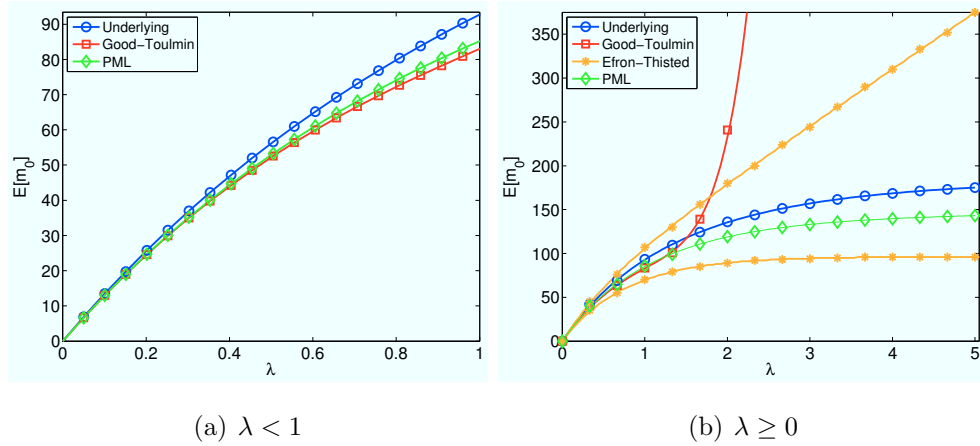 Underlying
Good−Toulmin
PML
E[m₀]
90
80
70
60
50
40
30
20
10
0
0 0.2 0.4 0.6 0.8 1
λ
(a) λ < 1
Underlying
Good−Toulmin
Efron−Thisted
PML
E[m₀]
350
300
250
200
150
100
50
0
0 1 2 3 4 5
λ
(b) λ ≥ 0